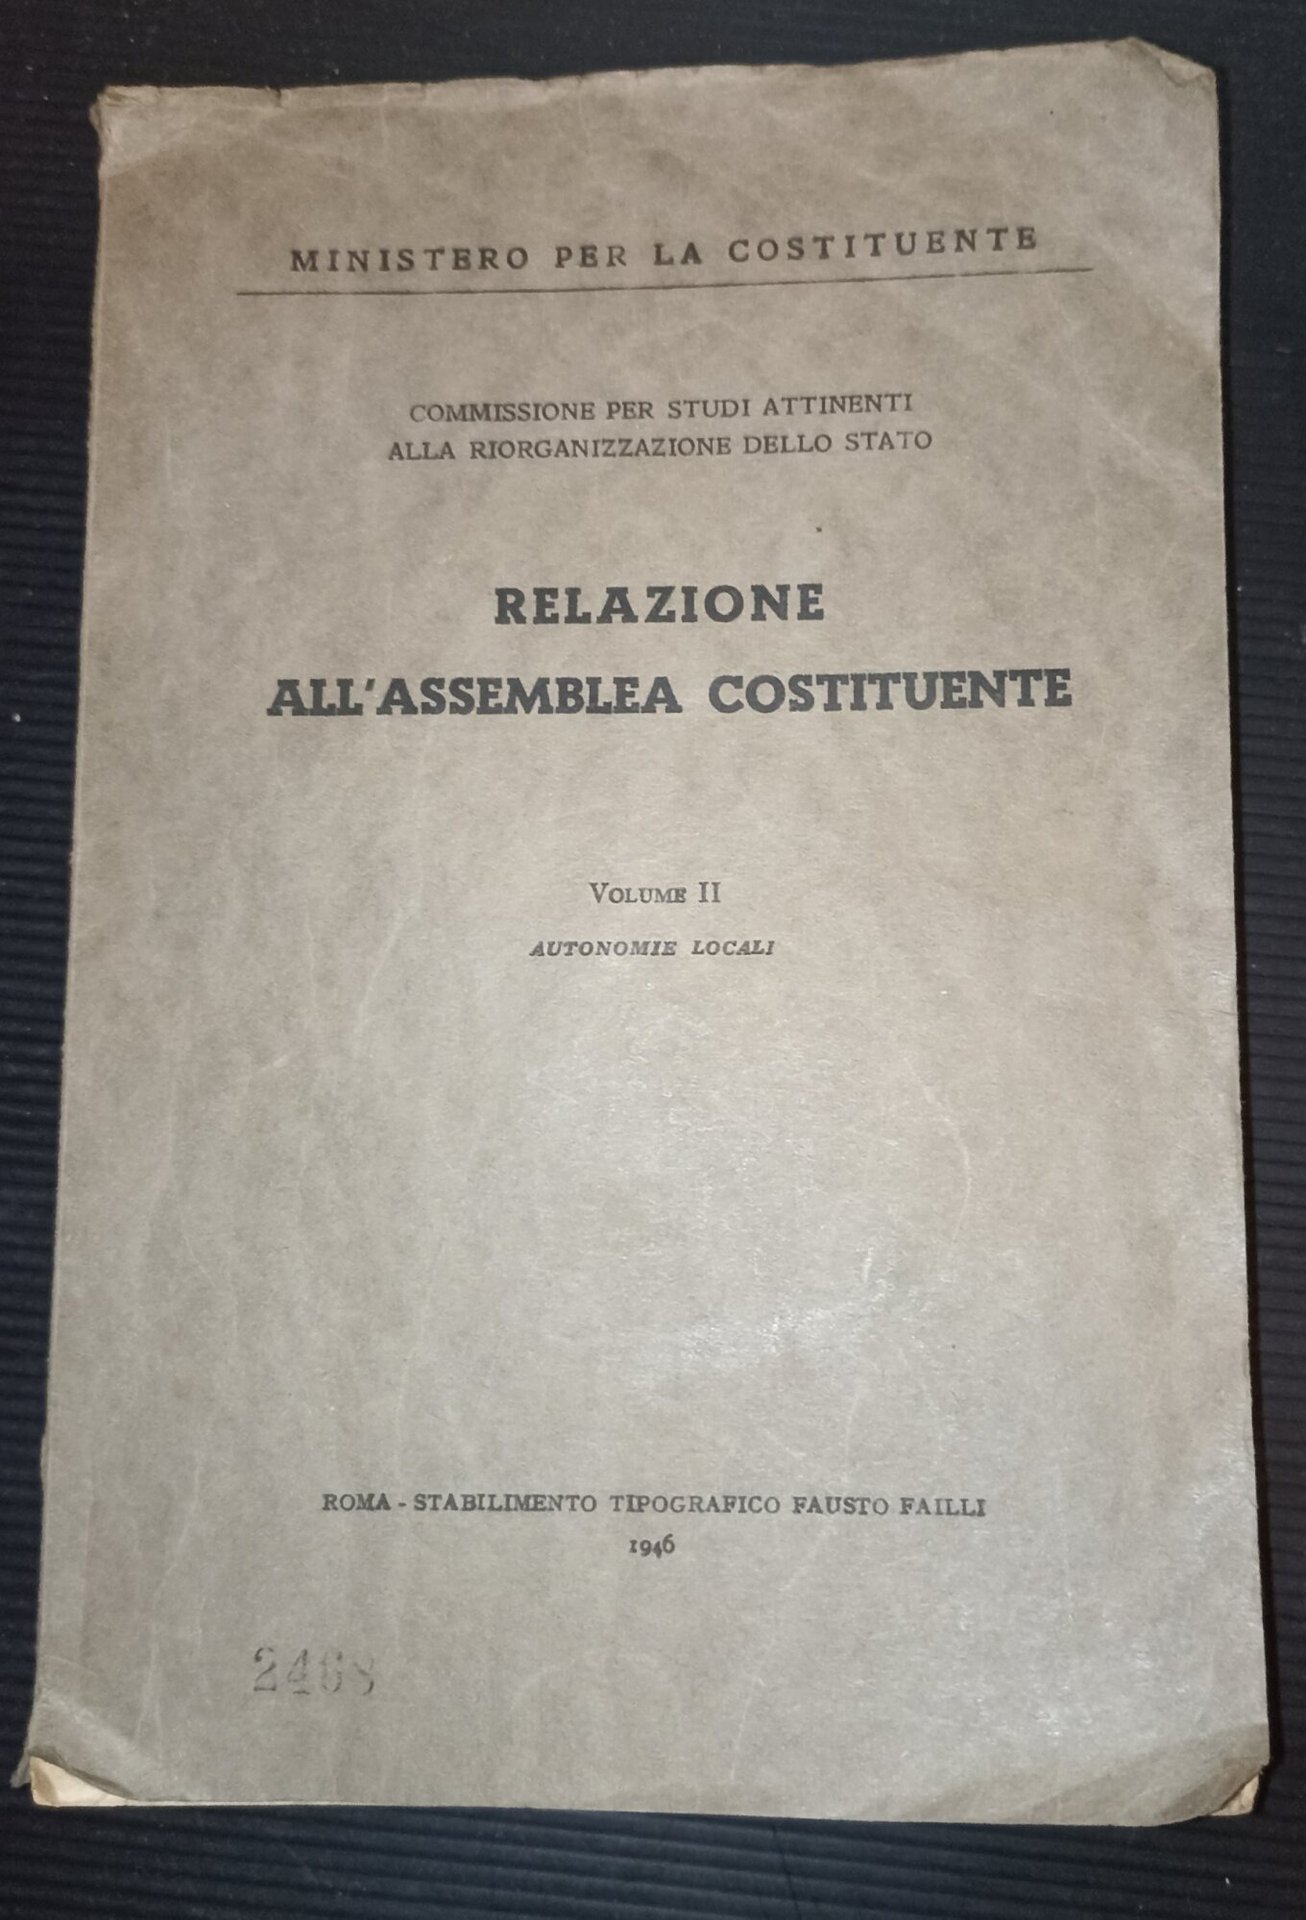 MINISTERO PER LA COSTITUENTE
COMMISSIONE PER STUDI ATTINENTI
ALLA RIORGANIZZAZIONE DELLO STATO
RELAZIONE
ALL'ASSEMBLEA COSTITUENTE
VOLUME II
AUTONOMIE LOCALI
ROMA - STABILIMENTO TIPOGRAFICO FAUSTO FAILLI
1946
2468